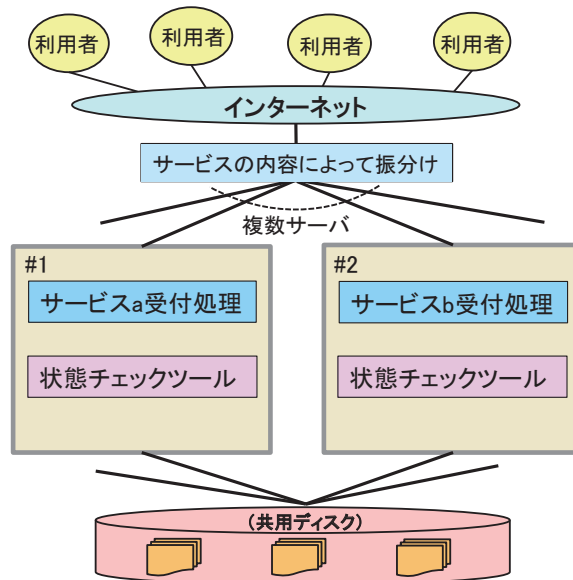 利用者
利用者
利用者
利用者
インターネット
サービスの内容によって振分け
複数サーバ
#1
サービスa受付処理
状態チェックツール
#2
サービスb受付処理
状態チェックツール
(共用ディスク)